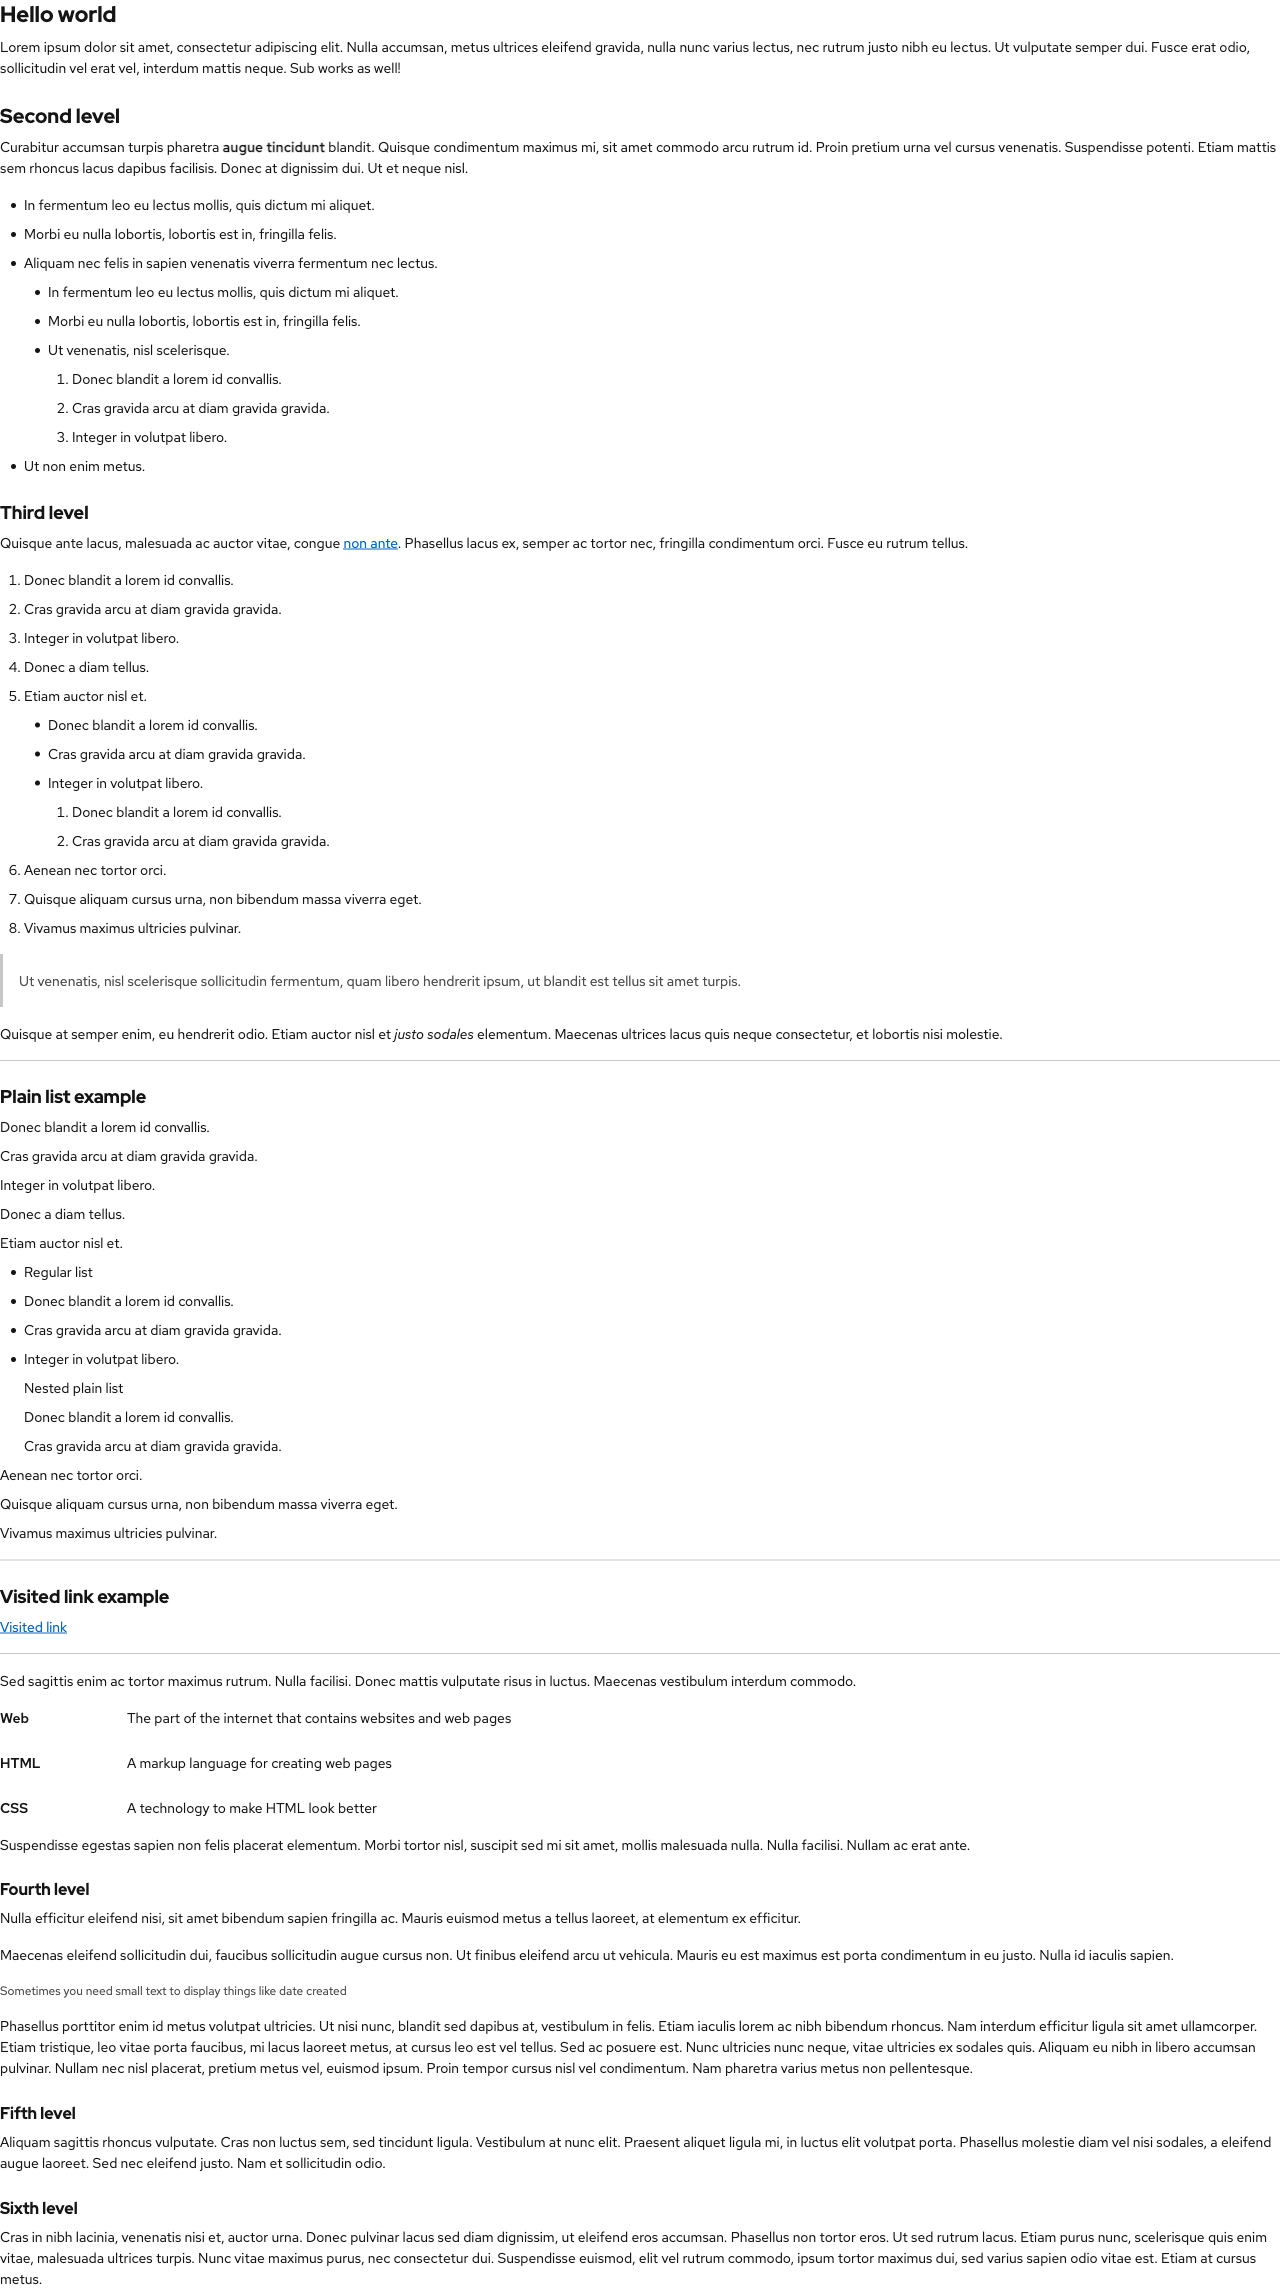 Hello world
Lorem ipsum dolor sit amet, consectetur adipiscing elit. Nulla accumsan, metus ultrices eleifend gravida, nulla nunc varius lectus, nec rutrum justo nibh eu lectus. Ut vulputate semper dui. Fusce erat odio,
sollicitudin vel erat vel, interdum mattis neque. Sub works as well!
Second level
Curabitur accumsan turpis pharetra augue tincidunt blandit. Quisque condimentum maximus mi, sit amet commodo arcu rutrum id. Proin pretium urna vel cursus venenatis. Suspendisse potenti. Etiam mattis
sem rhoncus lacus dapibus facilisis. Donec at dignissim dui. Ut et neque nisl.
• In fermentum leo eu lectus mollis, quis dictum mi aliquet.
• Morbi eu nulla lobortis, lobortis est in, fringilla felis.
• Aliquam nec felis in sapien venenatis viverra fermentum nec lectus.
• In fermentum leo eu lectus mollis, quis dictum mi aliquet.
• Morbi eu nulla lobortis, lobortis est in, fringilla felis.
• Ut venenatis, nisl scelerisque.
1. Donec blandit a lorem id convallis.
2. Cras gravida arcu at diam gravida gravida.
3. Integer in volutpat libero.
• Ut non enim metus.
Third level
Quisque ante lacus, malesuada ac auctor vitae, congue non ante. Phasellus lacus ex, semper ac tortor nec, fringilla condimentum orci. Fusce eu rutrum tellus.
1. Donec blandit a lorem id convallis.
2. Cras gravida arcu at diam gravida gravida.
3. Integer in volutpat libero.
4. Donec a diam tellus.
5. Etiam auctor nisl et.
• Donec blandit a lorem id convallis.
• Cras gravida arcu at diam gravida gravida.
• Integer in volutpat libero.
1. Donec blandit a lorem id convallis.
2. Cras gravida arcu at diam gravida gravida.
6. Aenean nec tortor orci.
7. Quisque aliquam cursus urna, non bibendum massa viverra eget.
8. Vivamus maximus ultricies pulvinar.
Ut venenatis, nisl scelerisque sollicitudin fermentum, quam libero hendrerit ipsum, ut blandit est tellus sit amet turpis.
Quisque at semper enim, eu hendrerit odio. Etiam auctor nisl et justo sodales elementum. Maecenas ultrices lacus quis neque consectetur, et lobortis nisi molestie.
Plain list example
Donec blandit a lorem id convallis.
Cras gravida arcu at diam gravida gravida.
Integer in volutpat libero.
Donec a diam tellus.
Etiam auctor nisl et.
• Regular list
• Donec blandit a lorem id convallis.
• Cras gravida arcu at diam gravida gravida.
• Integer in volutpat libero.
Nested plain list
Donec blandit a lorem id convallis.
Cras gravida arcu at diam gravida gravida.
Aenean nec tortor orci.
Quisque aliquam cursus urna, non bibendum massa viverra eget.
Vivamus maximus ultricies pulvinar.
Visited link example
Visited link
Sed sagittis enim ac tortor maximus rutrum. Nulla facilisi. Donec mattis vulputate risus in luctus. Maecenas vestibulum interdum commodo.
Web The part of the internet that contains websites and web pages
HTML A markup language for creating web pages
CSS A technology to make HTML look better
Suspendisse egestas sapien non felis placerat elementum. Morbi tortor nisl, suscipit sed mi sit amet, mollis malesuada nulla. Nulla facilisi. Nullam ac erat ante.
Fourth level
Nulla efficitur eleifend nisi, sit amet bibendum sapien fringilla ac. Mauris euismod metus a tellus laoreet, at elementum ex efficitur.
Maecenas eleifend sollicitudin dui, faucibus sollicitudin augue cursus non. Ut finibus eleifend arcu ut vehicula. Mauris eu est maximus est porta condimentum in eu justo. Nulla id iaculis sapien.
Sometimes you need small text to display things like date created
Phasellus porttitor enim id metus volutpat ultricies. Ut nisi nunc, blandit sed dapibus at, vestibulum in felis. Etiam iaculis lorem ac nibh bibendum rhoncus. Nam interdum efficitur ligula sit amet ullamcorper.
Etiam tristique, leo vitae porta faucibus, mi lacus laoreet metus, at cursus leo est vel tellus. Sed ac posuere est. Nunc ultricies nunc neque, vitae ultricies ex sodales quis. Aliquam eu nibh in libero accumsan
pulvinar. Nullam nec nisl placerat, pretium metus vel, euismod ipsum. Proin tempor cursus nisl vel condimentum. Nam pharetra varius metus non pellentesque.
Fifth level
Aliquam sagittis rhoncus vulputate. Cras non luctus sem, sed tincidunt ligula. Vestibulum at nunc elit. Praesent aliquet ligula mi, in luctus elit volutpat porta. Phasellus molestie diam vel nisi sodales, a eleifend
augue laoreet. Sed nec eleifend justo. Nam et sollicitudin odio.
Sixth level
Cras in nibh lacinia, venenatis nisi et, auctor urna. Donec pulvinar lacus sed diam dignissim, ut eleifend eros accumsan. Phasellus non tortor eros. Ut sed rutrum lacus. Etiam purus nunc, scelerisque quis enim
vitae, malesuada ultrices turpis. Nunc vitae maximus purus, nec consectetur dui. Suspendisse euismod, elit vel rutrum commodo, ipsum tortor maximus dui, sed varius sapien odio vitae est. Etiam at cursus
metus.